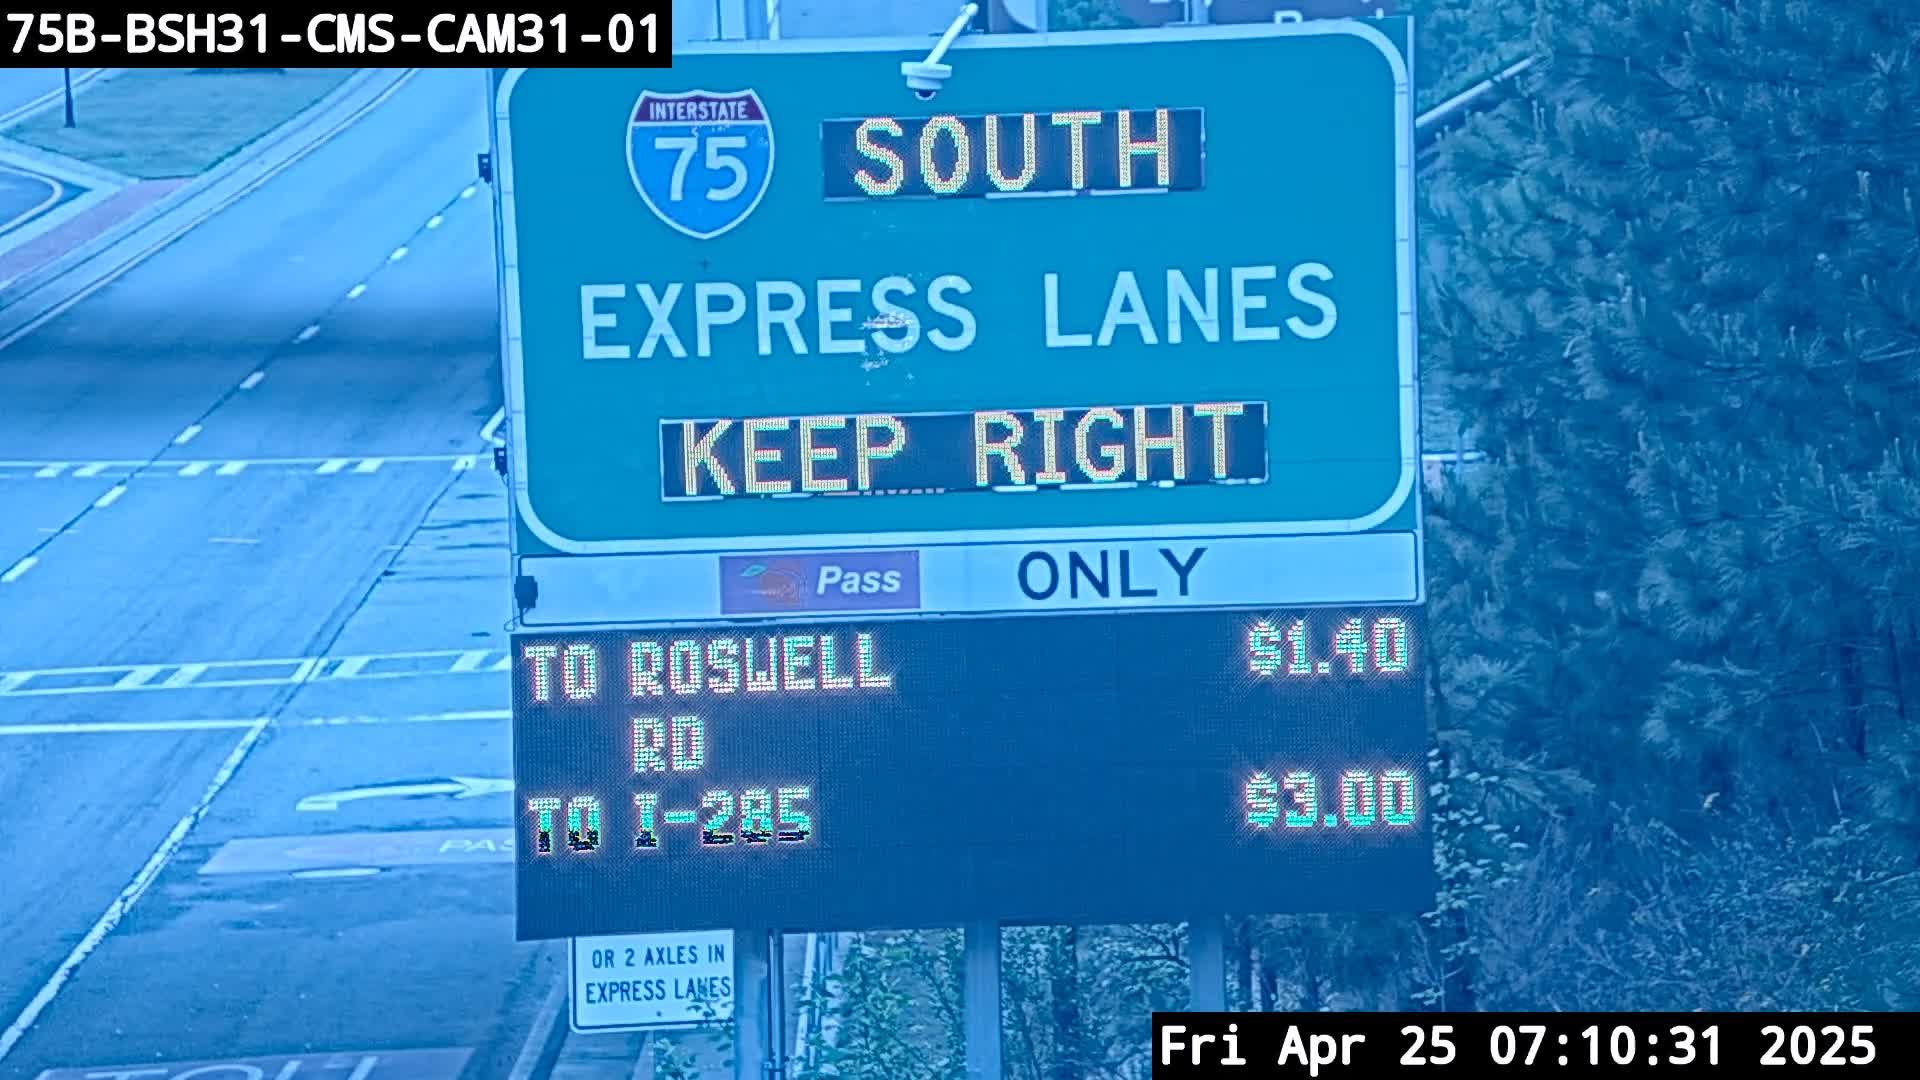 75B-BSH31-CMS-CAM31-01
INTERSTATE
75
SOUTH
EXPRESS LANES
KEEP RIGHT
Pass ONLY
TO ROSWELL $1.40
RD
TO I-285 $3.00
OR 2 AXLES IN
EXPRESS LANES
Fri Apr 25 07:10:31 2025